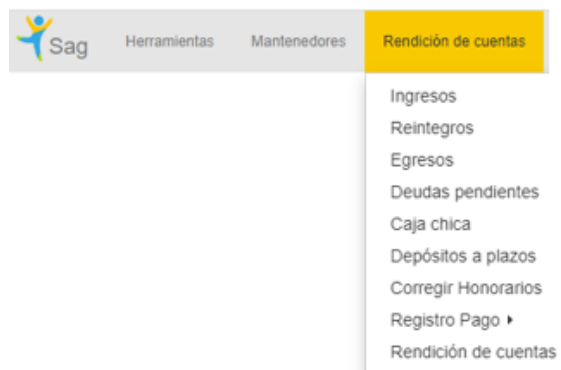 Sag Herramientas Mantenedores Rendición de cuentas
Ingresos
Reintegros
Egresos
Deudas pendientes
Caja chica
Depósitos a plazos
Corregir Honorarios
Registro Pago
Rendición de cuentas